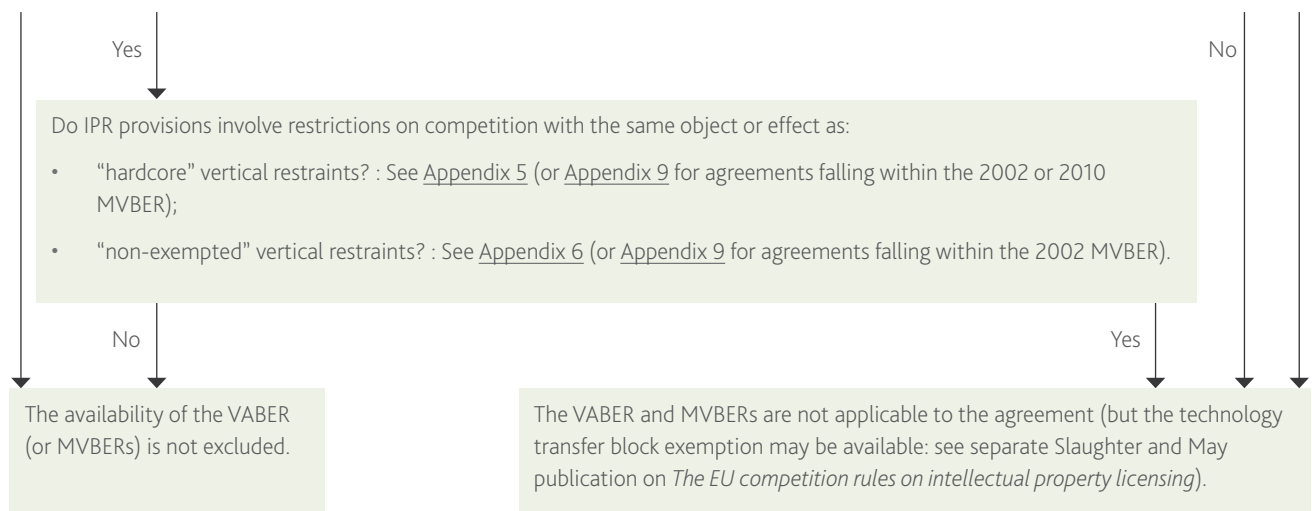 Yes
No
Do IPR provisions involve restrictions on competition with the same object or effect as:
• “hardcore” vertical restraints? : See Appendix 5 (or Appendix 9 for agreements falling within the 2002 or 2010
MVBER);
• “non-exempted” vertical restraints? : See Appendix 6 (or Appendix 9 for agreements falling within the 2002 MVBER).
No
Yes
The availability of the VABER
(or MVBERs) is not excluded.
The VABER and MVBERs are not applicable to the agreement (but the technology
transfer block exemption may be available: see separate Slaughter and May
publication on The EU competition rules on intellectual property licensing).